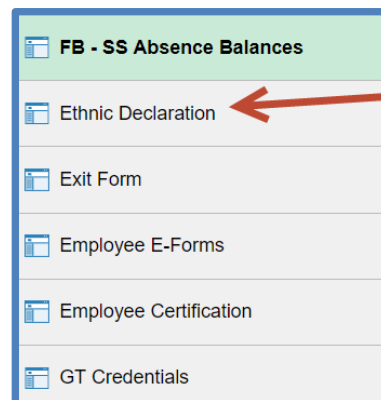 FB - SS Absence Balances
Ethnic Declaration
Exit Form
Employee E-Forms
Employee Certification
GT Credentials